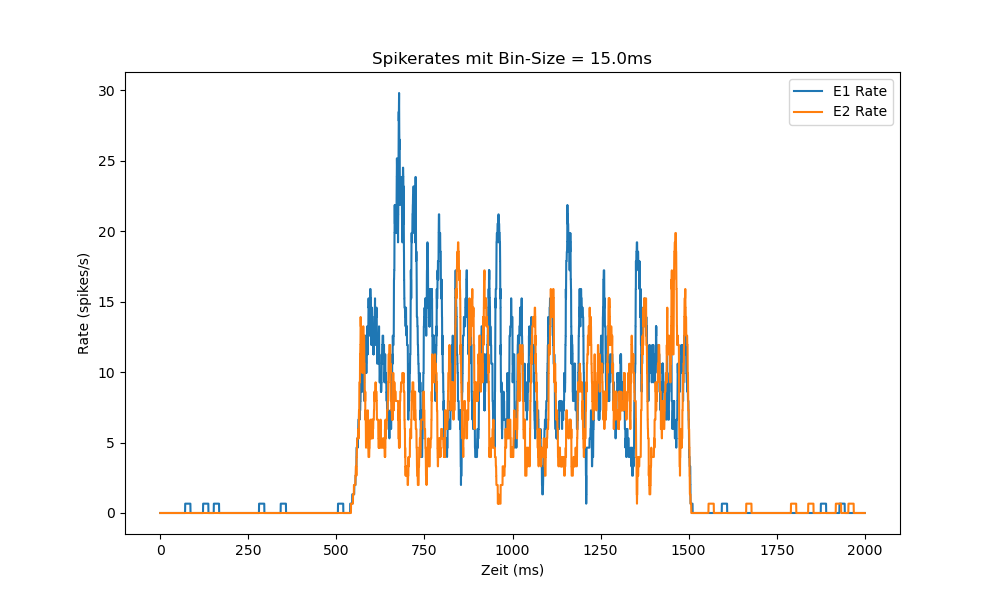 Spikerates mit Bin-Size = 15.0ms
E1 Rate
E2 Rate
30
25
20
15
10
5
0
Rate (spikes/s)
0 250 500 750 1000 1250 1500 1750 2000
Zeit (ms)